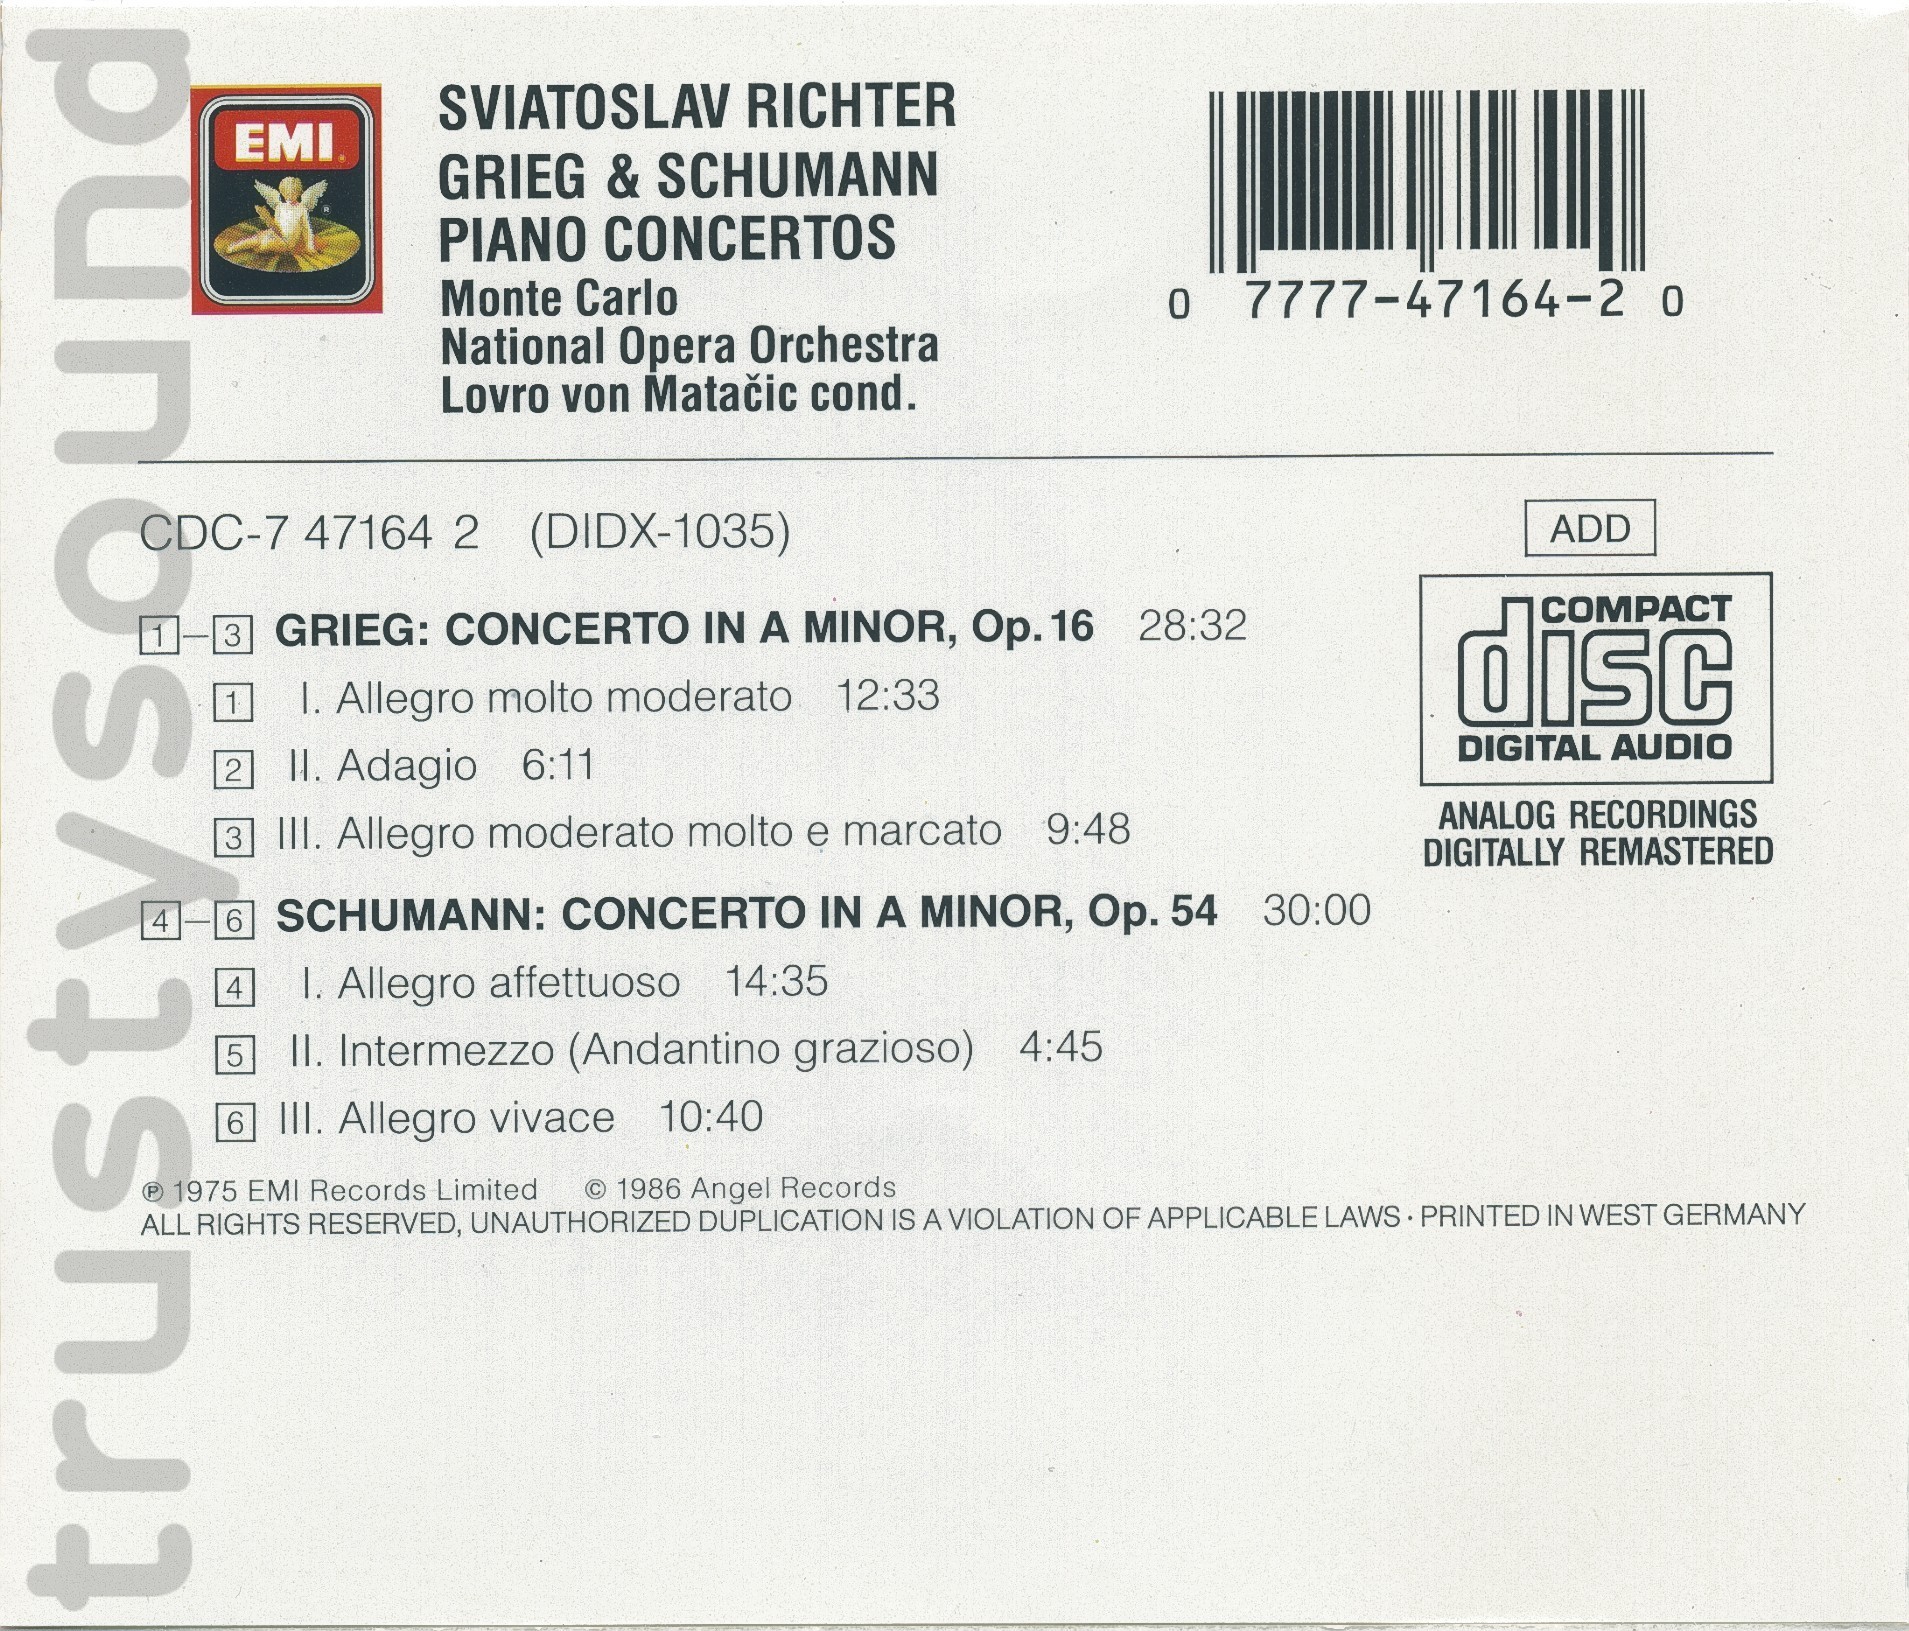 trustysound
EMI
SVIATOSLAV RICHTER
GRIEG & SCHUMANN
PIANO CONCERTOS
Monte Carlo
National Opera Orchestra
Lovro von Matačic cond.
0 7777-47164-2 0
CDC-7 47164 2 (DIDX-1035)
ADD
COMPACT
disc
DIGITAL AUDIO
ANALOG RECORDINGS
DIGITALLY REMASTERED
1–3 GRIEG: CONCERTO IN A MINOR, Op. 16 28:32
1 I. Allegro molto moderato 12:33
2 II. Adagio 6:11
3 III. Allegro moderato molto e marcato 9:48
4–6 SCHUMANN: CONCERTO IN A MINOR, Op. 54 30:00
4 I. Allegro affettuoso 14:35
5 II. Intermezzo (Andantino grazioso) 4:45
6 III. Allegro vivace 10:40
℗ 1975 EMI Records Limited © 1986 Angel Records
ALL RIGHTS RESERVED, UNAUTHORIZED DUPLICATION IS A VIOLATION OF APPLICABLE LAWS · PRINTED IN WEST GERMANY